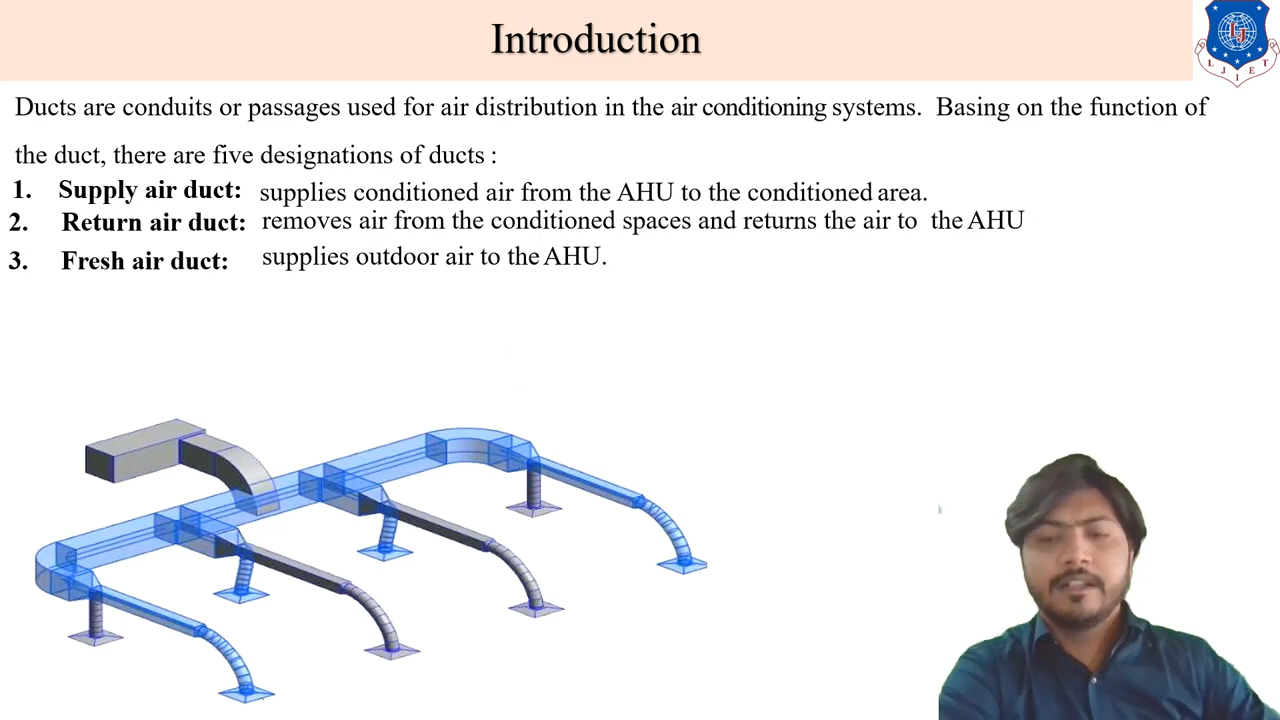 Introduction
LJIET
Ducts are conduits or passages used for air distribution in the air conditioning systems. Basing on the function of
the duct, there are five designations of ducts :
1. Supply air duct: supplies conditioned air from the AHU to the conditioned area.
2. Return air duct: removes air from the conditioned spaces and returns the air to the AHU
3. Fresh air duct: supplies outdoor air to the AHU.